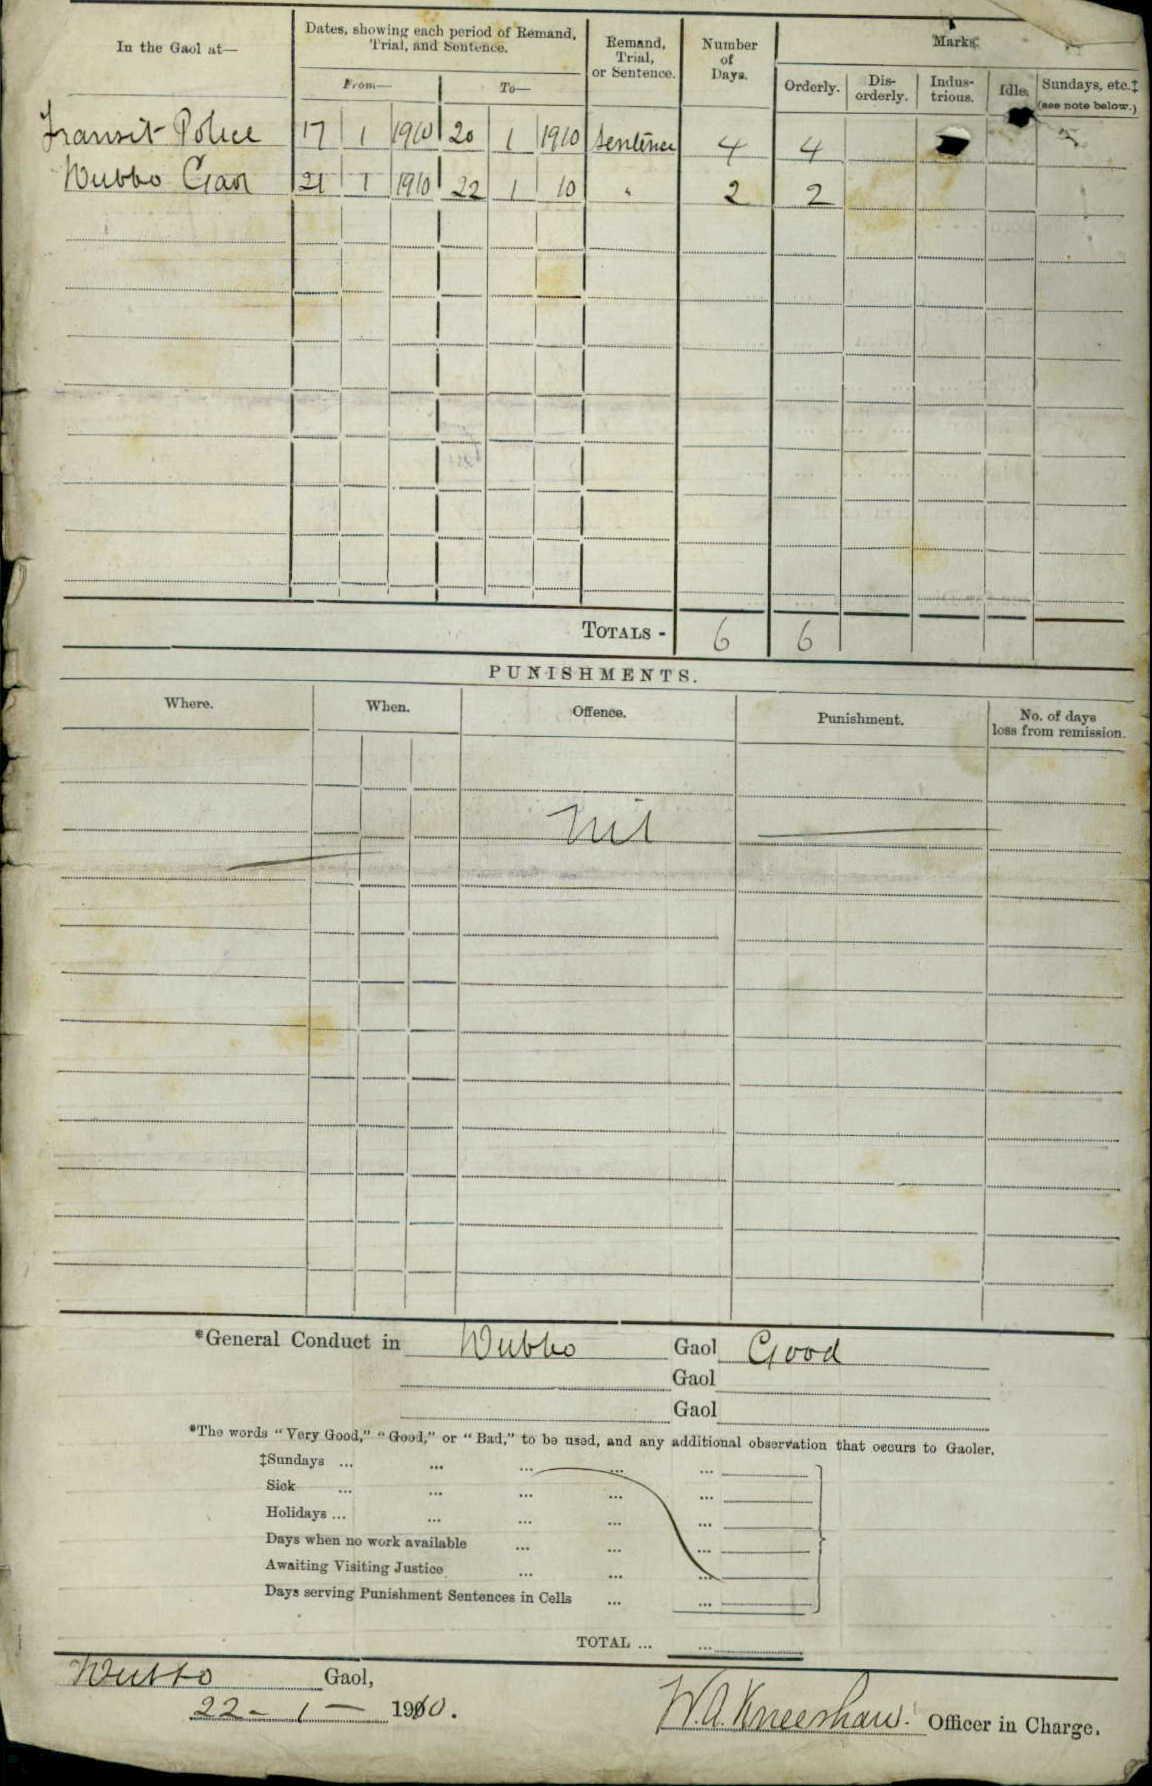 In the Gaol at—
Dates, showing each period of Remand, Trial, and Sentence.
From—
To—
Remand, Trial, or Sentence.
Number of Days.
Marks.
Orderly.
Dis-orderly.
Indus-trious.
Idle.
Sundays, etc.‡
(see note below.)
Transit Police 17 1 1910 20 1 1910 Sentence 4 4
Dubbo Gaol 21 1 1910 22 1 10 " 2 2
TOTALS - 6 6
PUNISHMENTS.
Where. When. Offence. Punishment. No. of days loss from remission.
Nil
*General Conduct in Dubbo Gaol Good
Gaol
Gaol
*The words "Very Good," "Good," or "Bad," to be used, and any additional observation that occurs to Gaoler.
‡Sundays ... ... ... ... ...
Sick ... ... ... ... ...
Holidays ... ... ... ... ...
Days when no work available ... ... ...
Awaiting Visiting Justice ... ... ...
Days serving Punishment Sentences in Cells ... ...
TOTAL ... ...
Dubbo Gaol,
22 - 1 - 1910.
W.A. Kneeshaw. Officer in Charge.